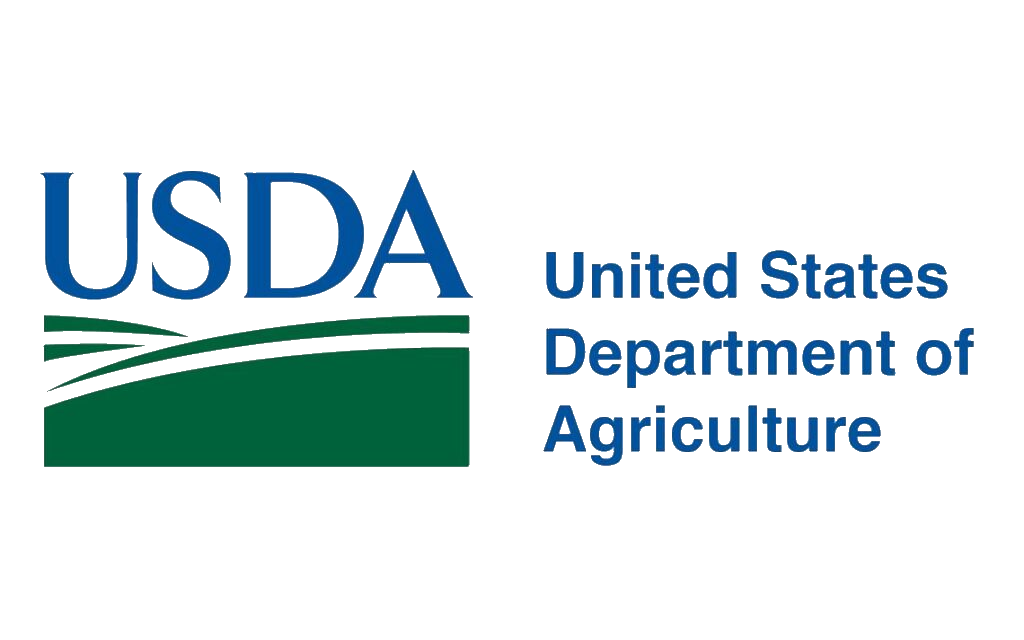 USDA
United States
Department of
Agriculture